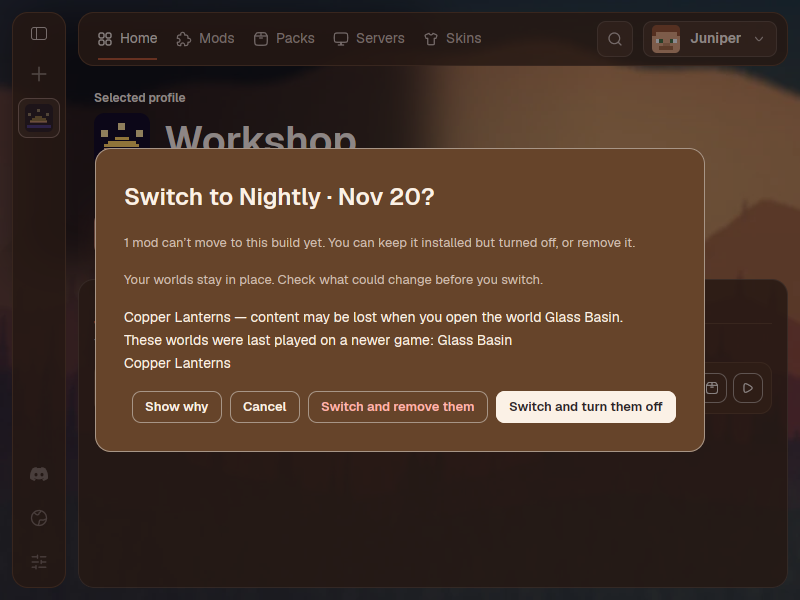 Home
Mods
Packs
Servers
Skins
Juniper
Selected profile
Workshop
Switch to Nightly · Nov 20?
1 mod can’t move to this build yet. You can keep it installed but turned off, or remove it.
Your worlds stay in place. Check what could change before you switch.
Copper Lanterns — content may be lost when you open the world Glass Basin.
These worlds were last played on a newer game: Glass Basin
Copper Lanterns
Show why
Cancel
Switch and remove them
Switch and turn them off